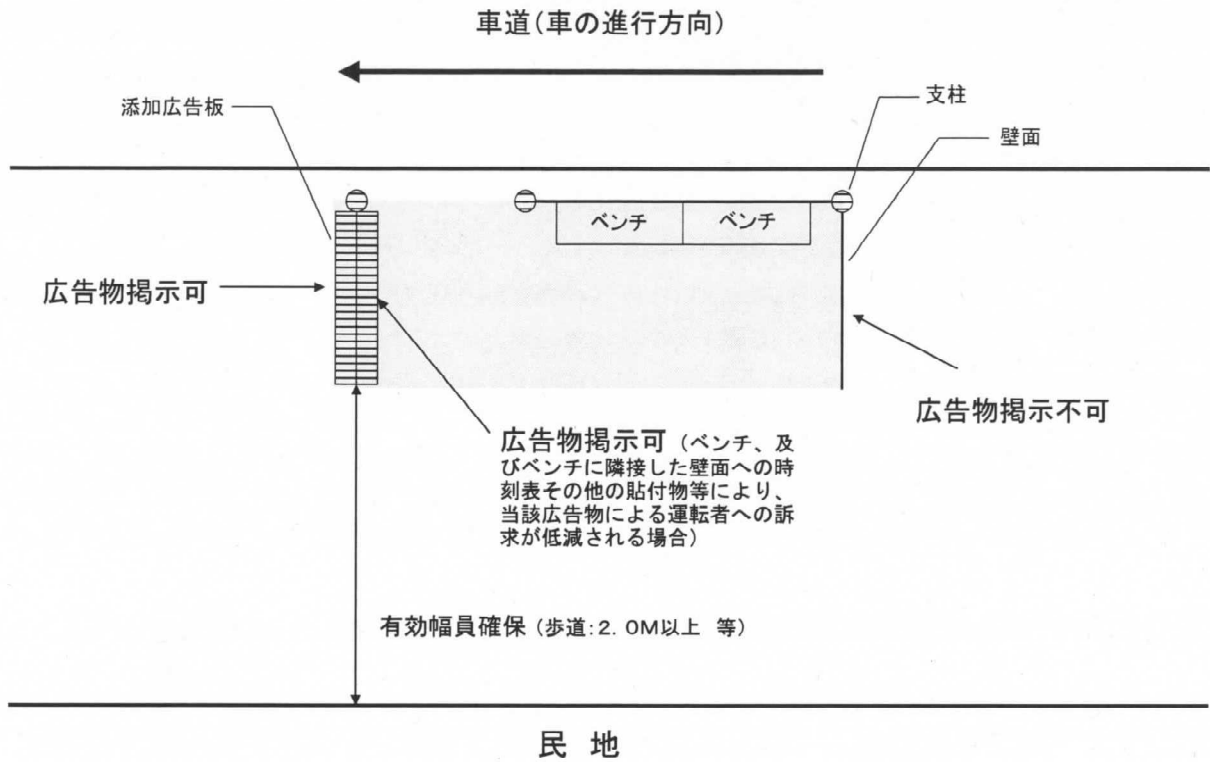 車道(車の進行方向)
添加広告板
支柱
壁面
ベンチ
ベンチ
広告物掲示可
広告物掲示不可
広告物掲示可（ベンチ、及
びベンチに隣接した壁面への時
刻表その他の貼付物等により、
当該広告物による運転者への訴
求が低減される場合）
有効幅員確保（歩道:２．０Ｍ以上　等）
民 地